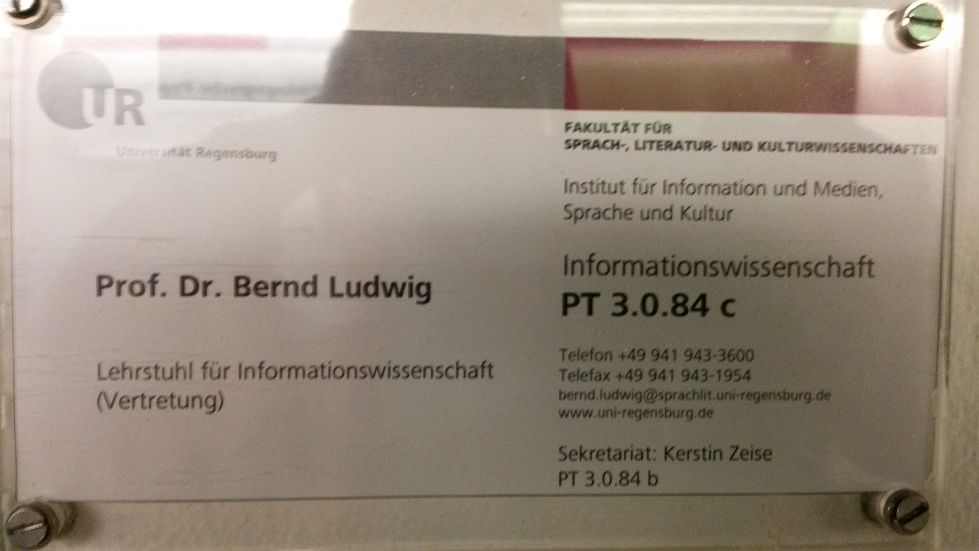 UR
Universität Regensburg
FAKULTÄT FÜR
SPRACH-, LITERATUR- UND KULTURWISSENSCHAFTEN
Institut für Information und Medien,
Sprache und Kultur
Prof. Dr. Bernd Ludwig
Lehrstuhl für Informationswissenschaft
(Vertretung)
Informationswissenschaft
PT 3.0.84 c
Telefon +49 941 943-3600
Telefax +49 941 943-1954
bernd.ludwig@sprachlit.uni-regensburg.de
www.uni-regensburg.de
Sekretariat: Kerstin Zeise
PT 3.0.84 b